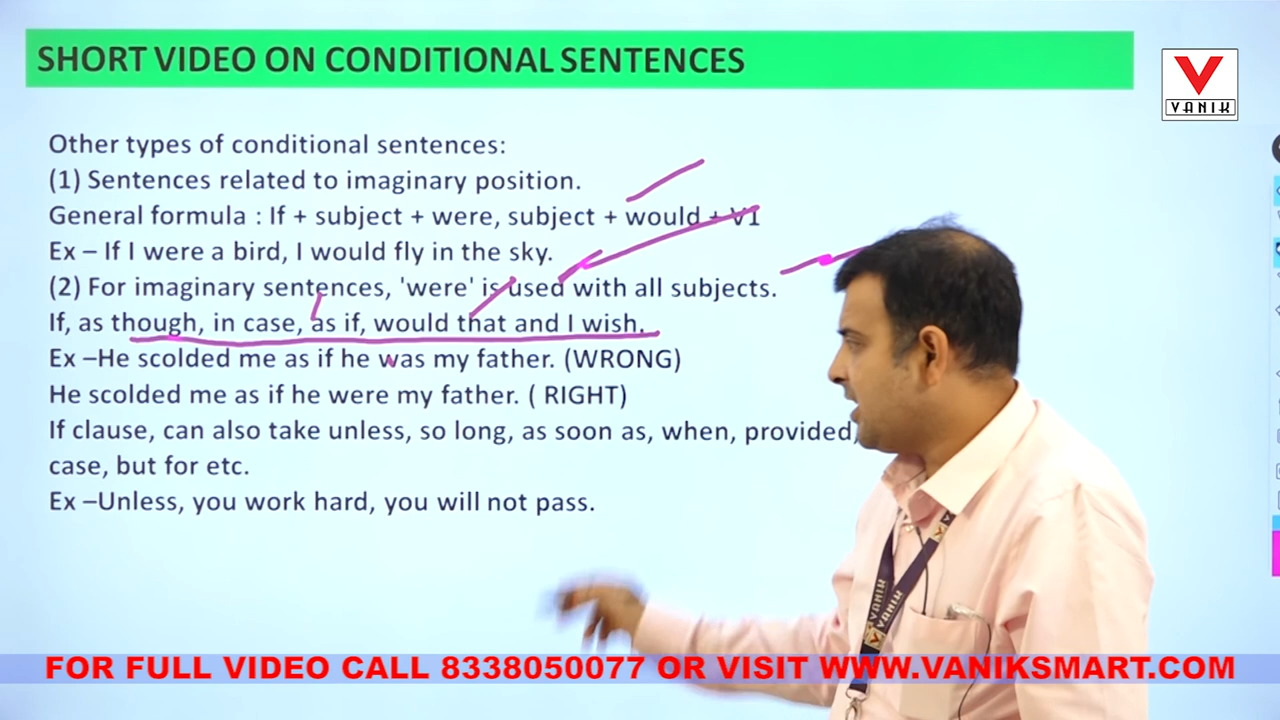 SHORT VIDEO ON CONDITIONAL SENTENCES
VANIK
Other types of conditional sentences:
(1) Sentences related to imaginary position.
General formula : If + subject + were, subject + would + V1
Ex – If I were a bird, I would fly in the sky.
(2) For imaginary sentences, 'were' is used with all subjects.
If, as though, in case, as if, would that and I wish.
Ex –He scolded me as if he was my father. (WRONG)
He scolded me as if he were my father. ( RIGHT)
If clause, can also take unless, so long, as soon as, when, provided,
case, but for etc.
Ex –Unless, you work hard, you will not pass.
VANIK
VANIK
FOR FULL VIDEO CALL 8338050077 OR VISIT WWW.VANIKSMART.COM